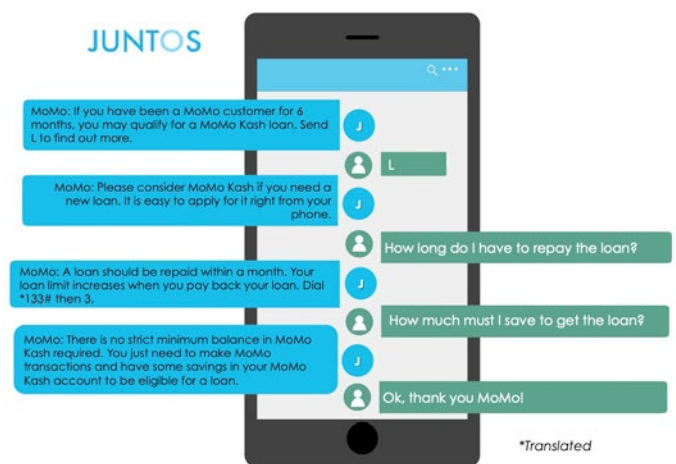 JUNTOS
MoMo: If you have been a MoMo customer for 6
months, you may qualify for a MoMo Kash loan. Send
L to find out more.
J
L
MoMo: Please consider MoMo Kash if you need a
new loan. It is easy to apply for it right from your
phone.
J
How long do I have to repay the loan?
MoMo: A loan should be repaid within a month. Your
loan limit increases when you pay back your loan. Dial
*133# then 3.
J
How much must I save to get the loan?
MoMo: There is no strict minimum balance in MoMo
Kash required. You just need to make MoMo
transactions and have some savings in your MoMo
Kash account to be eligible for a loan.
J
Ok, thank you MoMo!
*Translated